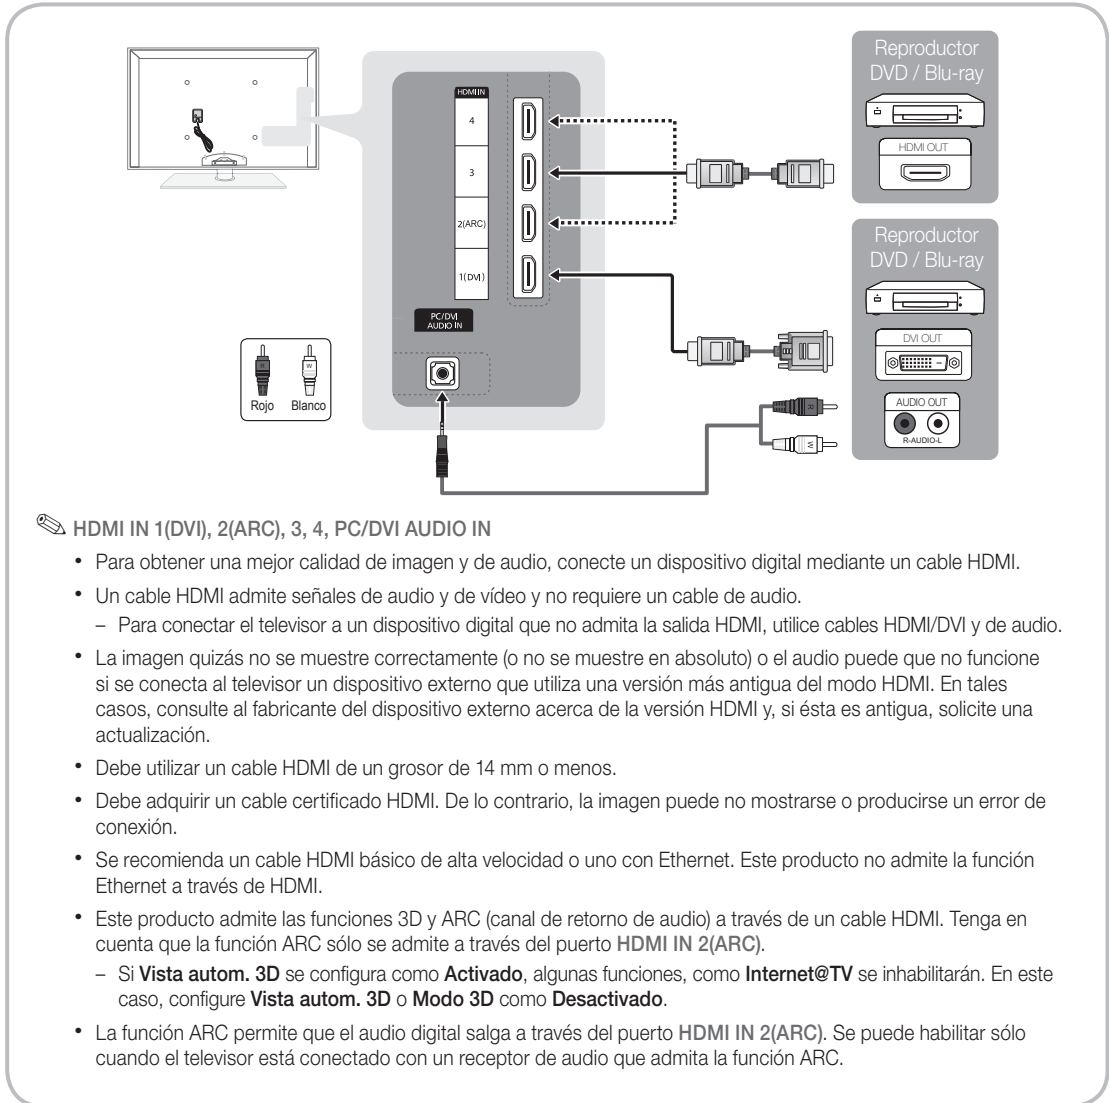 Reproductor
DVD / Blu-ray
HDMI OUT
HDMI IN
4
3
2(ARC)
1(DVI)
PC/DVI
AUDIO IN
R
W
Rojo
Blanco
Reproductor
DVD / Blu-ray
DVI OUT
AUDIO OUT
R-AUDIO-L
R
W
HDMI IN 1(DVI), 2(ARC), 3, 4, PC/DVI AUDIO IN
• Para obtener una mejor calidad de imagen y de audio, conecte un dispositivo digital mediante un cable HDMI.
• Un cable HDMI admite señales de audio y de vídeo y no requiere un cable de audio.
– Para conectar el televisor a un dispositivo digital que no admita la salida HDMI, utilice cables HDMI/DVI y de audio.
• La imagen quizás no se muestre correctamente (o no se muestre en absoluto) o el audio puede que no funcione
si se conecta al televisor un dispositivo externo que utiliza una versión más antigua del modo HDMI. En tales
casos, consulte al fabricante del dispositivo externo acerca de la versión HDMI y, si ésta es antigua, solicite una
actualización.
• Debe utilizar un cable HDMI de un grosor de 14 mm o menos.
• Debe adquirir un cable certificado HDMI. De lo contrario, la imagen puede no mostrarse o producirse un error de
conexión.
• Se recomienda un cable HDMI básico de alta velocidad o uno con Ethernet. Este producto no admite la función
Ethernet a través de HDMI.
• Este producto admite las funciones 3D y ARC (canal de retorno de audio) a través de un cable HDMI. Tenga en
cuenta que la función ARC sólo se admite a través del puerto HDMI IN 2(ARC).
– Si Vista autom. 3D se configura como Activado, algunas funciones, como Internet@TV se inhabilitarán. En este
caso, configure Vista autom. 3D o Modo 3D como Desactivado.
• La función ARC permite que el audio digital salga a través del puerto HDMI IN 2(ARC). Se puede habilitar sólo
cuando el televisor está conectado con un receptor de audio que admita la función ARC.